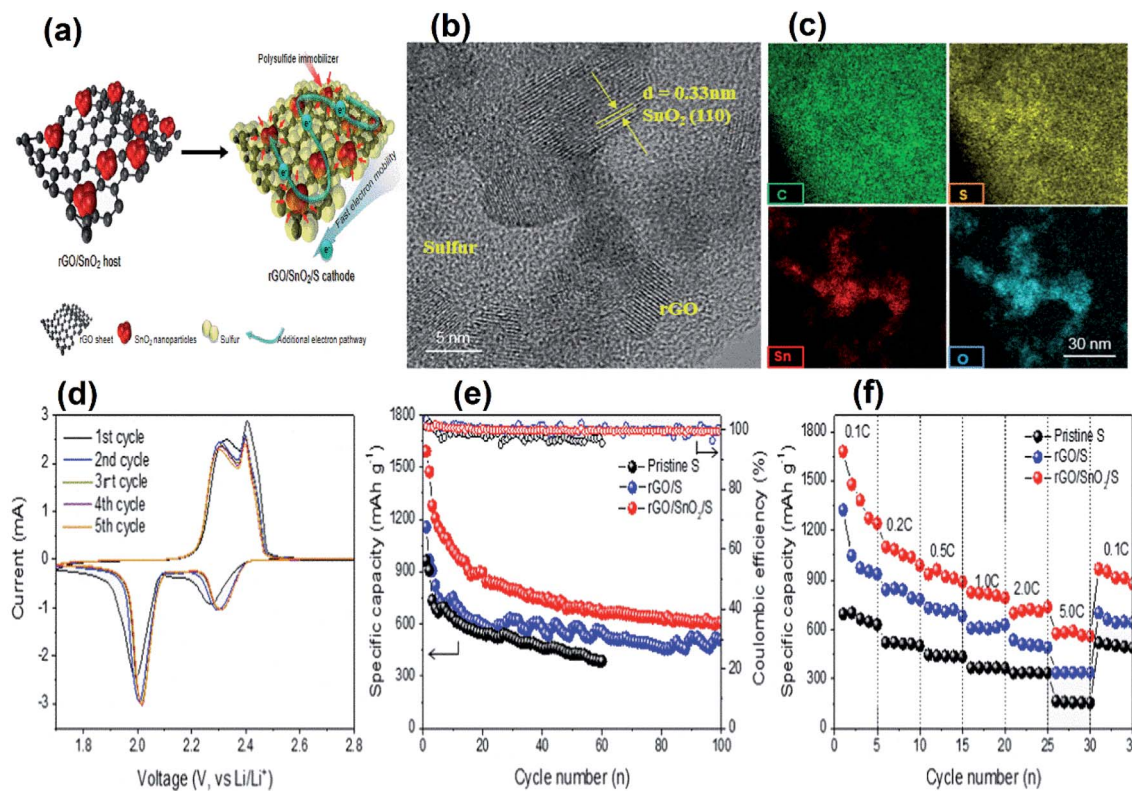 (a)
Polysulfide immobilizer
e⁻
e⁻
e⁻
Fast electron mobility
e⁻
rGO/SnO₂ host
rGO/SnO₂/S cathode
rGO sheet
SnO₂ nanoparticles
Sulfur
Additional electron pathway
(b)
d = 0.33nm
SnO₂ (110)
Sulfur
rGO
5 nm
(c)
C
S
Sn
O
30 nm
(d)
3
2
1
0
-1
-2
-3
Current (mA)
1st cycle
2nd cycle
3rt cycle
4th cycle
5th cycle
1.8
2.0
2.2
2.4
2.6
2.8
Voltage (V, vs Li/Li⁺)
(e)
1800
1500
1200
900
600
300
0
Specific capacity (mAh g⁻¹)
Pristine S
rGO/S
rGO/SnO₂/S
100
80
60
40
20
0
Coulombic efficiency (%)
0
20
40
60
80
100
Cycle number (n)
(f)
1800
1500
1200
900
600
300
0
Specific capacity (mAh g⁻¹)
0.1C
0.2C
0.5C
1.0C
2.0C
5.0C
0.1C
Pristine S
rGO/S
rGO/SnO₂/S
0
5
10
15
20
25
30
35
Cycle number (n)